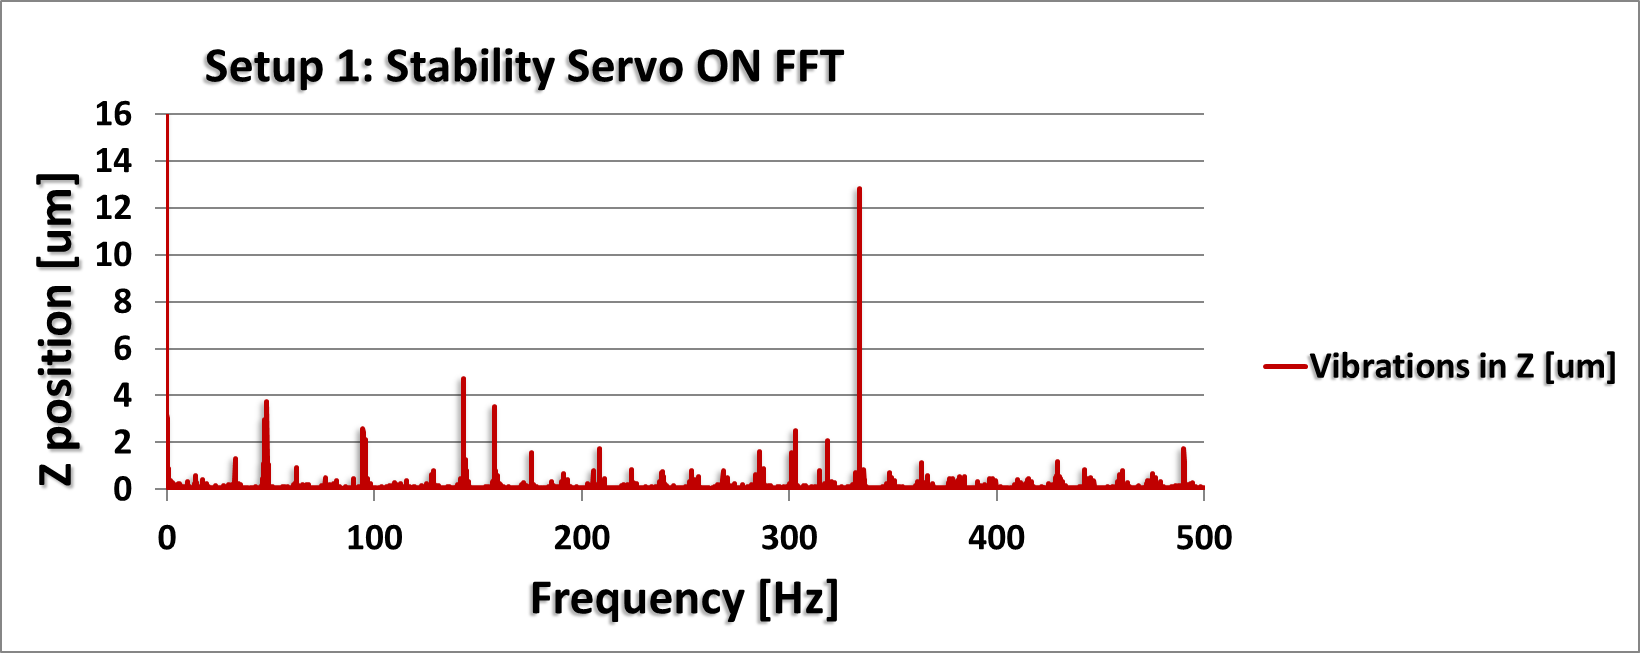 Setup 1: Stability Servo ON FFT
16
14
12
10
8
6
4
2
0
Z position [um]
0 100 200 300 400 500
Frequency [Hz]
Vibrations in Z [um]